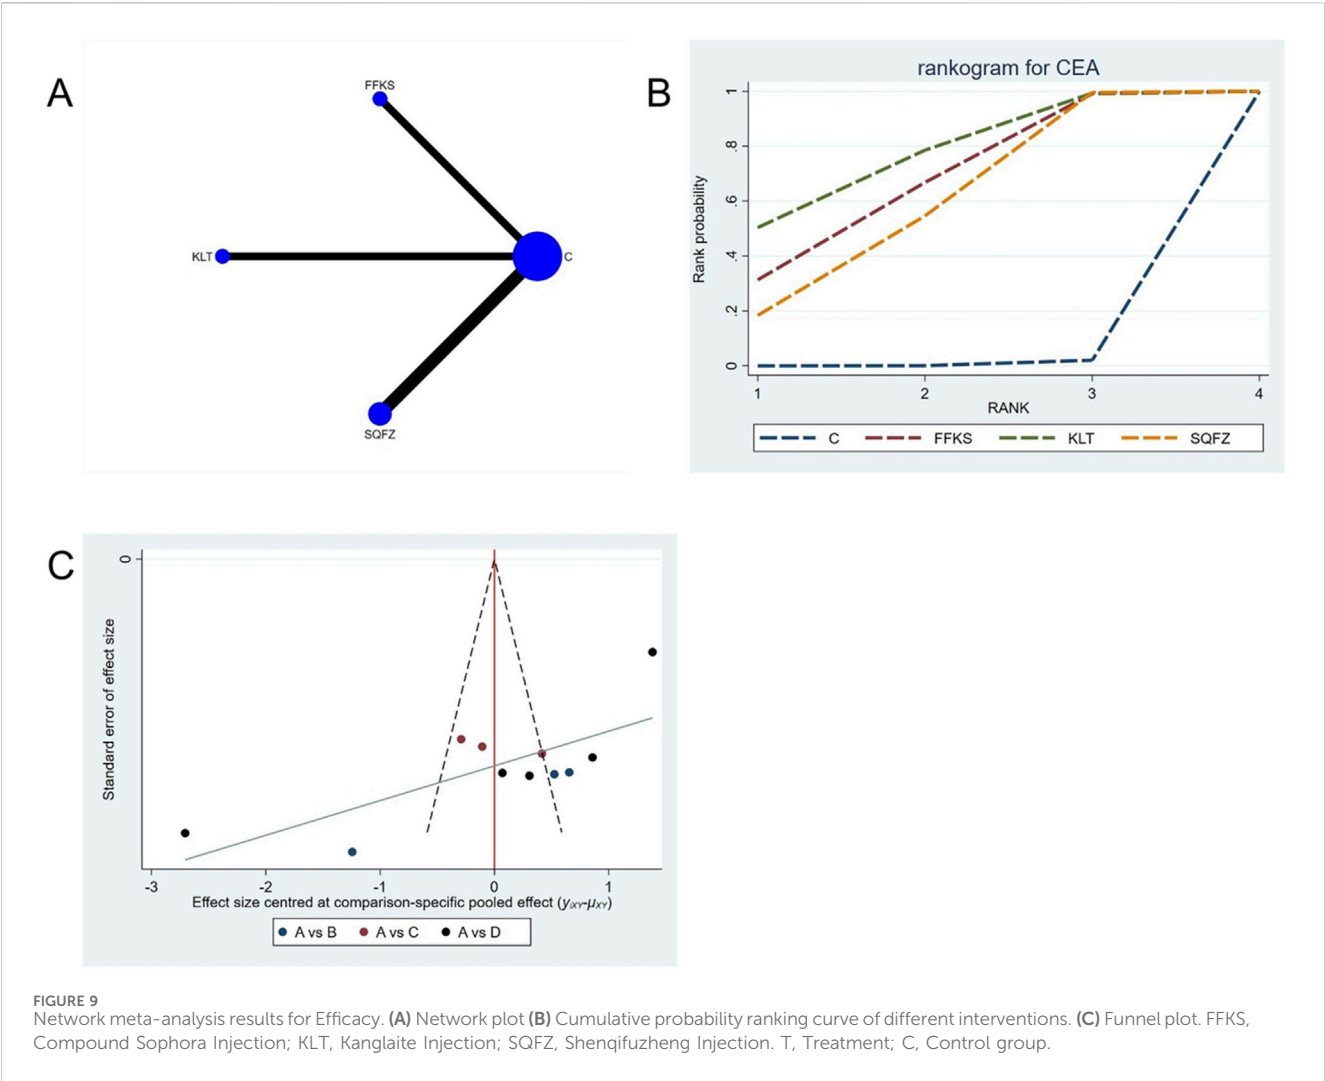 A
FFKS
KLT
C
SQFZ
B
rankogram for CEA
Rank probability
1
.8
.6
.4
.2
0
1 2 3 4
RANK
C FFKS KLT SQFZ
C
0
Standard error of effect size
-3 -2 -1 0 1
Effect size centred at comparison-specific pooled effect (yiXY-μXY)
A vs B A vs C A vs D
FIGURE 9
Network meta-analysis results for Efficacy. (A) Network plot (B) Cumulative probability ranking curve of different interventions. (C) Funnel plot. FFKS,
Compound Sophora Injection; KLT, Kanglaite Injection; SQFZ, Shenqifuzheng Injection. T, Treatment; C, Control group.